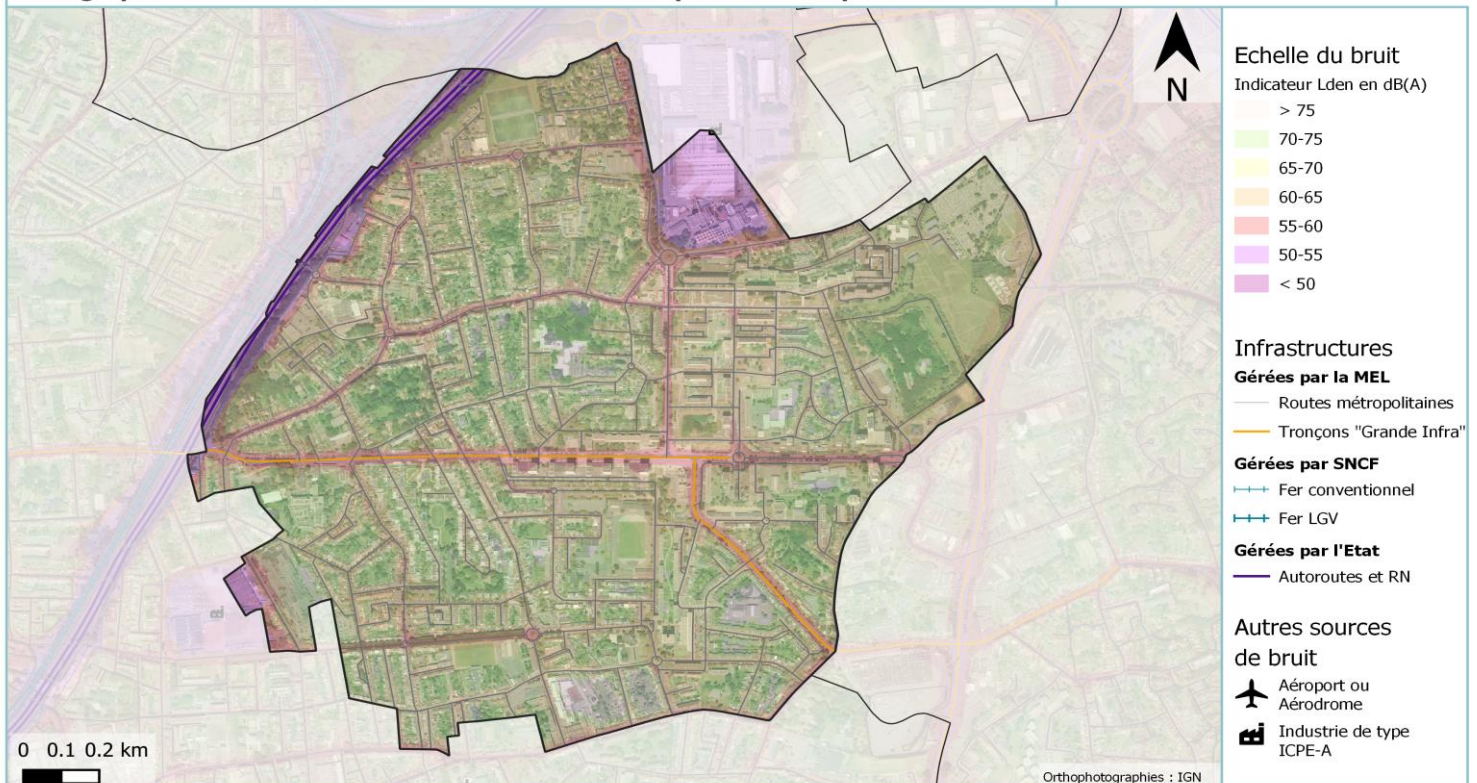 N
Echelle du bruit
Indicateur Lden en dB(A)
> 75
70-75
65-70
60-65
55-60
50-55
< 50
Infrastructures
Gérées par la MEL
Routes métropolitaines
Tronçons "Grande Infra"
Gérées par SNCF
Fer conventionnel
Fer LGV
Gérées par l'Etat
Autoroutes et RN
Autres sources
de bruit
Aéroport ou
Aérodrome
Industrie de type
ICPE-A
0 0.1 0.2 km
Orthophotographies : IGN